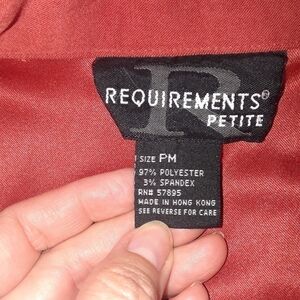 R
REQUIREMENTS®
PETITE
SIZE PM
97% POLYESTER
3% SPANDEX
RN# 57895
MADE IN HONG KONG
SEE REVERSE FOR CARE